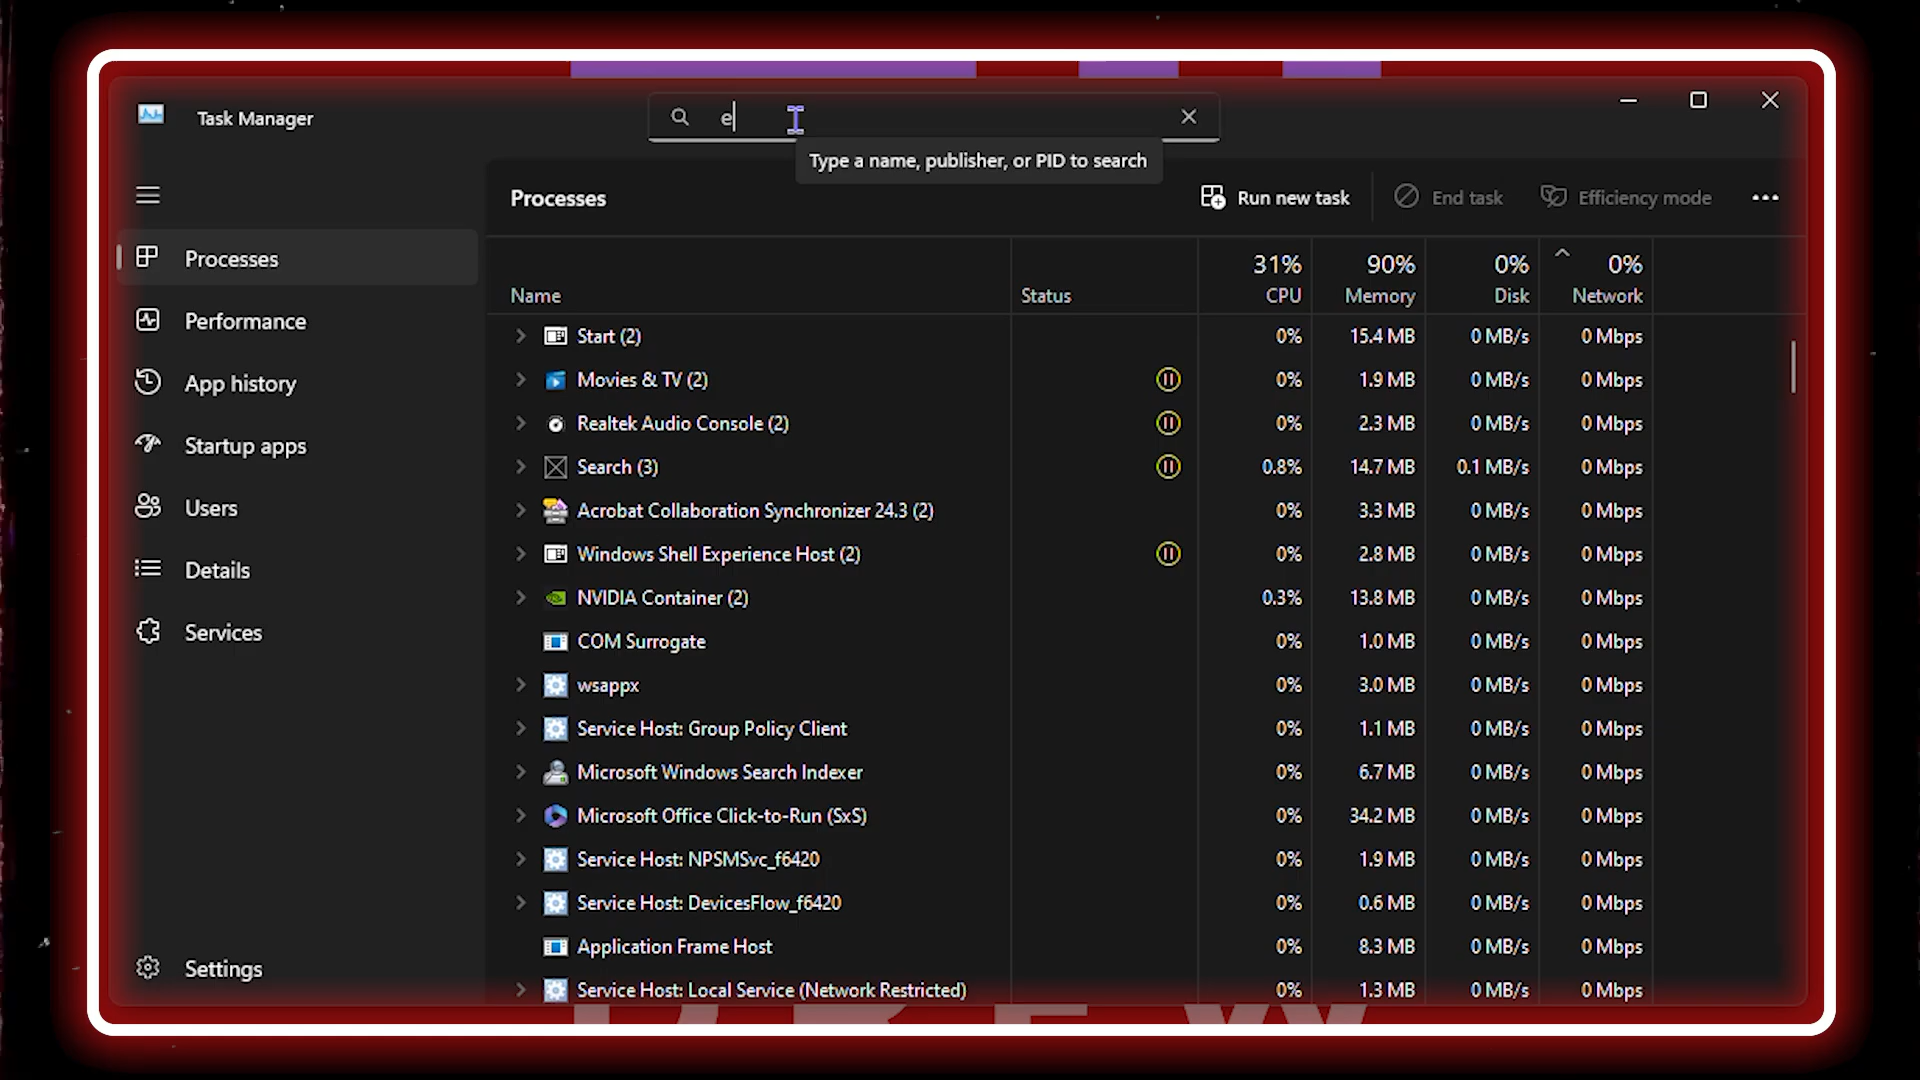 Task Manager
e
Type a name, publisher, or PID to search
Processes
Run new task
End task
Efficiency mode
Processes
Performance
App history
Startup apps
Users
Details
Services
Settings
31% 90% 0% 0%
Name Status CPU Memory Disk Network
Start (2) 0% 15.4 MB 0 MB/s 0 Mbps
Movies & TV (2) 0% 1.9 MB 0 MB/s 0 Mbps
Realtek Audio Console (2) 0% 2.3 MB 0 MB/s 0 Mbps
Search (3) 0.8% 14.7 MB 0.1 MB/s 0 Mbps
Acrobat Collaboration Synchronizer 24.3 (2) 0% 3.3 MB 0 MB/s 0 Mbps
Windows Shell Experience Host (2) 0% 2.8 MB 0 MB/s 0 Mbps
NVIDIA Container (2) 0.3% 13.8 MB 0 MB/s 0 Mbps
COM Surrogate 0% 1.0 MB 0 MB/s 0 Mbps
wsappx 0% 3.0 MB 0 MB/s 0 Mbps
Service Host: Group Policy Client 0% 1.1 MB 0 MB/s 0 Mbps
Microsoft Windows Search Indexer 0% 6.7 MB 0 MB/s 0 Mbps
Microsoft Office Click-to-Run (SxS) 0% 34.2 MB 0 MB/s 0 Mbps
Service Host: NPSMSvc_f6420 0% 1.9 MB 0 MB/s 0 Mbps
Service Host: DevicesFlow_f6420 0% 0.6 MB 0 MB/s 0 Mbps
Application Frame Host 0% 8.3 MB 0 MB/s 0 Mbps
Service Host: Local Service (Network Restricted) 0% 1.3 MB 0 MB/s 0 Mbps